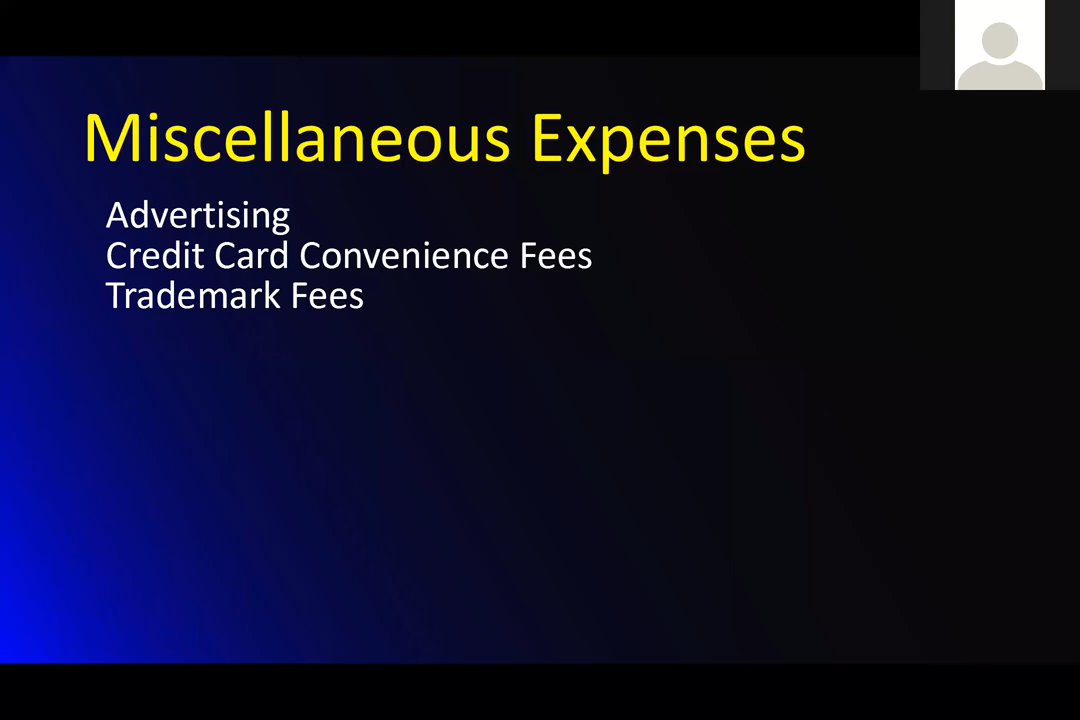 Miscellaneous Expenses
Advertising
Credit Card Convenience Fees
Trademark Fees